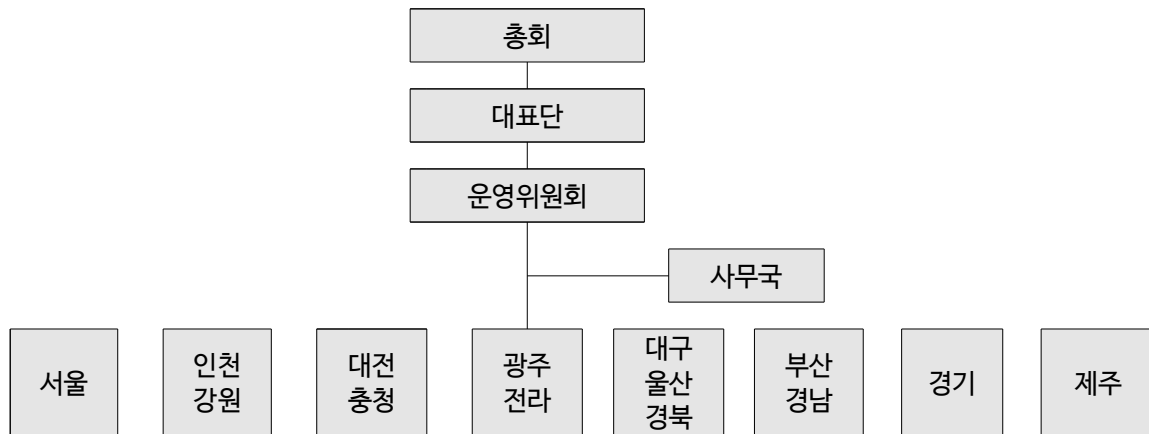 총회
대표단
운영위원회
사무국
서울
인천
강원
대전
충청
광주
전라
대구
울산
경북
부산
경남
경기
제주